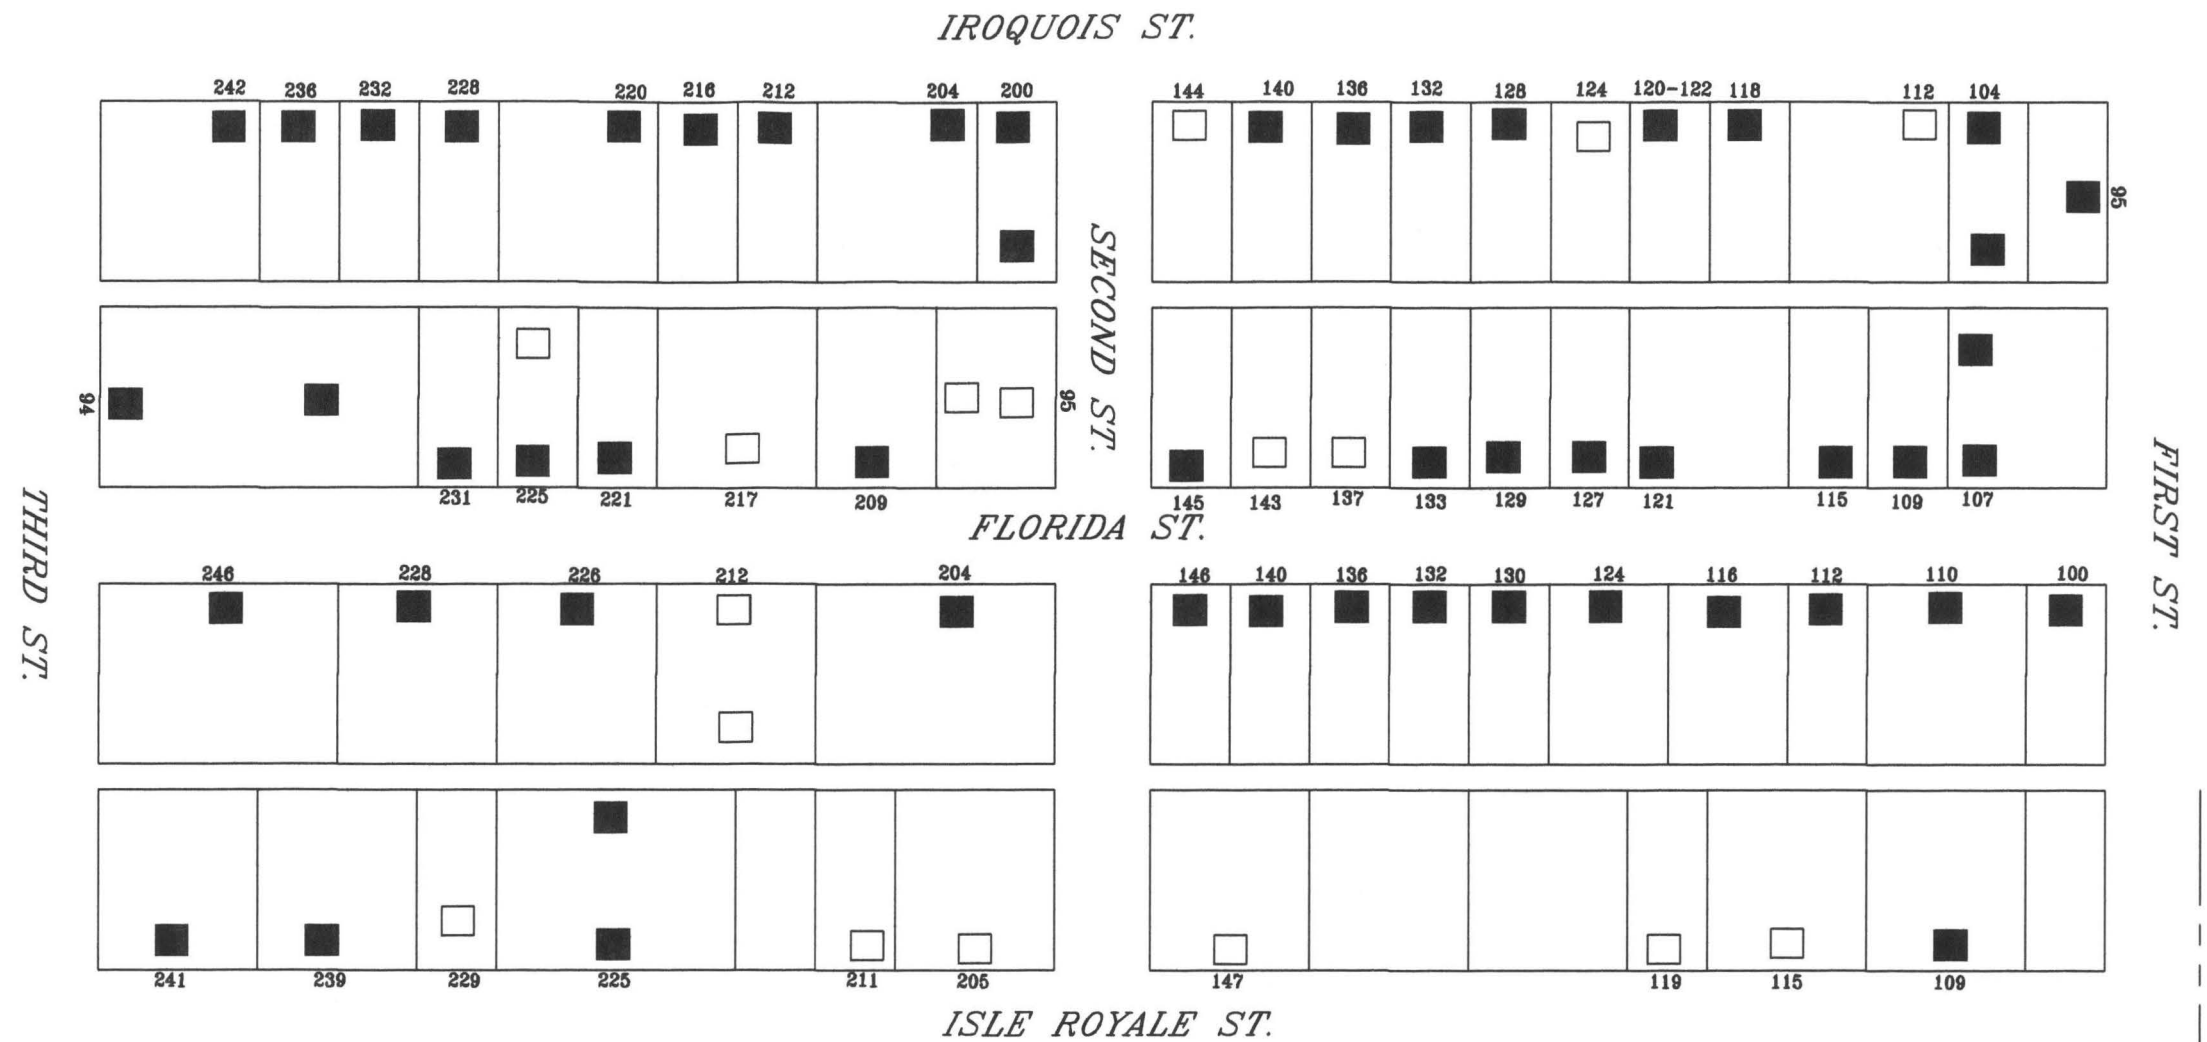 IROQUOIS ST.
242 236 232 228 220 216 212 204 200 144 140 136 132 128 124 120-122 118 112 104
95
SECOND ST.
94
95
231 225 221 217 209 145 143 137 133 129 127 121 115 109 107
FLORIDA ST.
THIRD ST.
FIRST ST.
246 228 226 212 204 146 140 136 132 130 124 116 112 110 100
241 239 229 225 211 205 147 119 115 109
ISLE ROYALE ST.